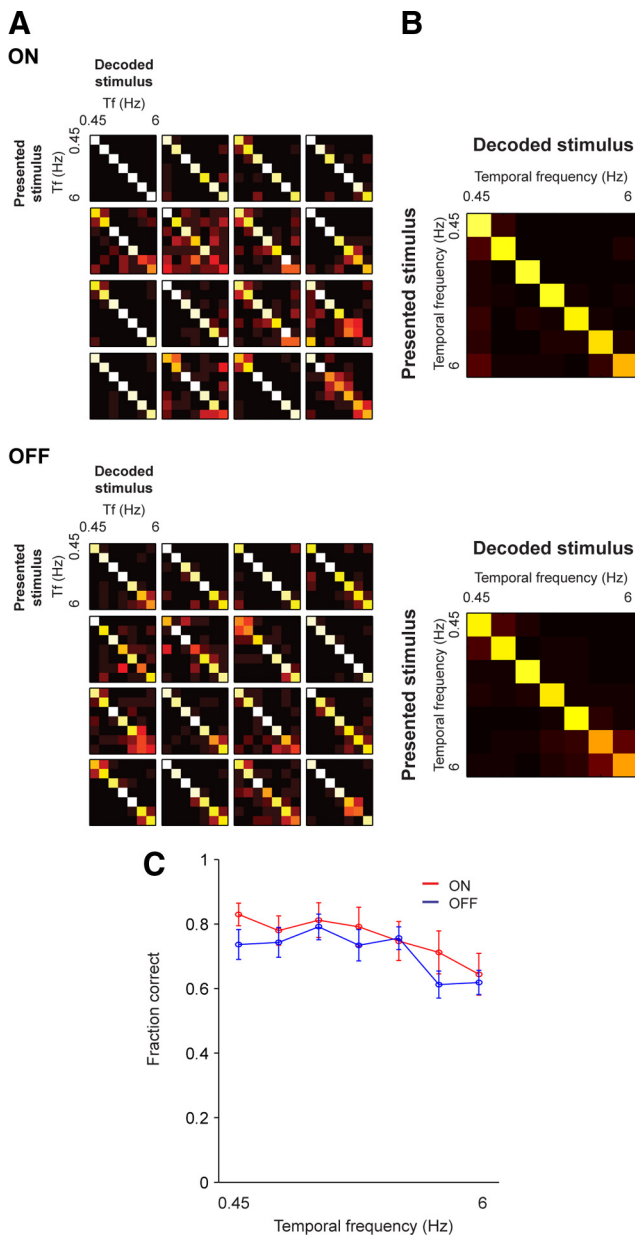 A
ON
Decoded
stimulus
Tf (Hz)
0.45 6
Presented
stimulus
Tf (Hz)
0.45
6
B
Decoded stimulus
Temporal frequency (Hz)
0.45 6
Presented stimulus
Temporal frequency (Hz)
0.45
6
OFF
Decoded
stimulus
Tf (Hz)
0.45 6
Presented
stimulus
Tf (Hz)
0.45
6
Decoded stimulus
Temporal frequency (Hz)
0.45 6
Presented stimulus
Temporal frequency (Hz)
0.45
6
C
1
0.8
0.6
0.4
0.2
0
Fraction correct
ON
OFF
0.45 6
Temporal frequency (Hz)